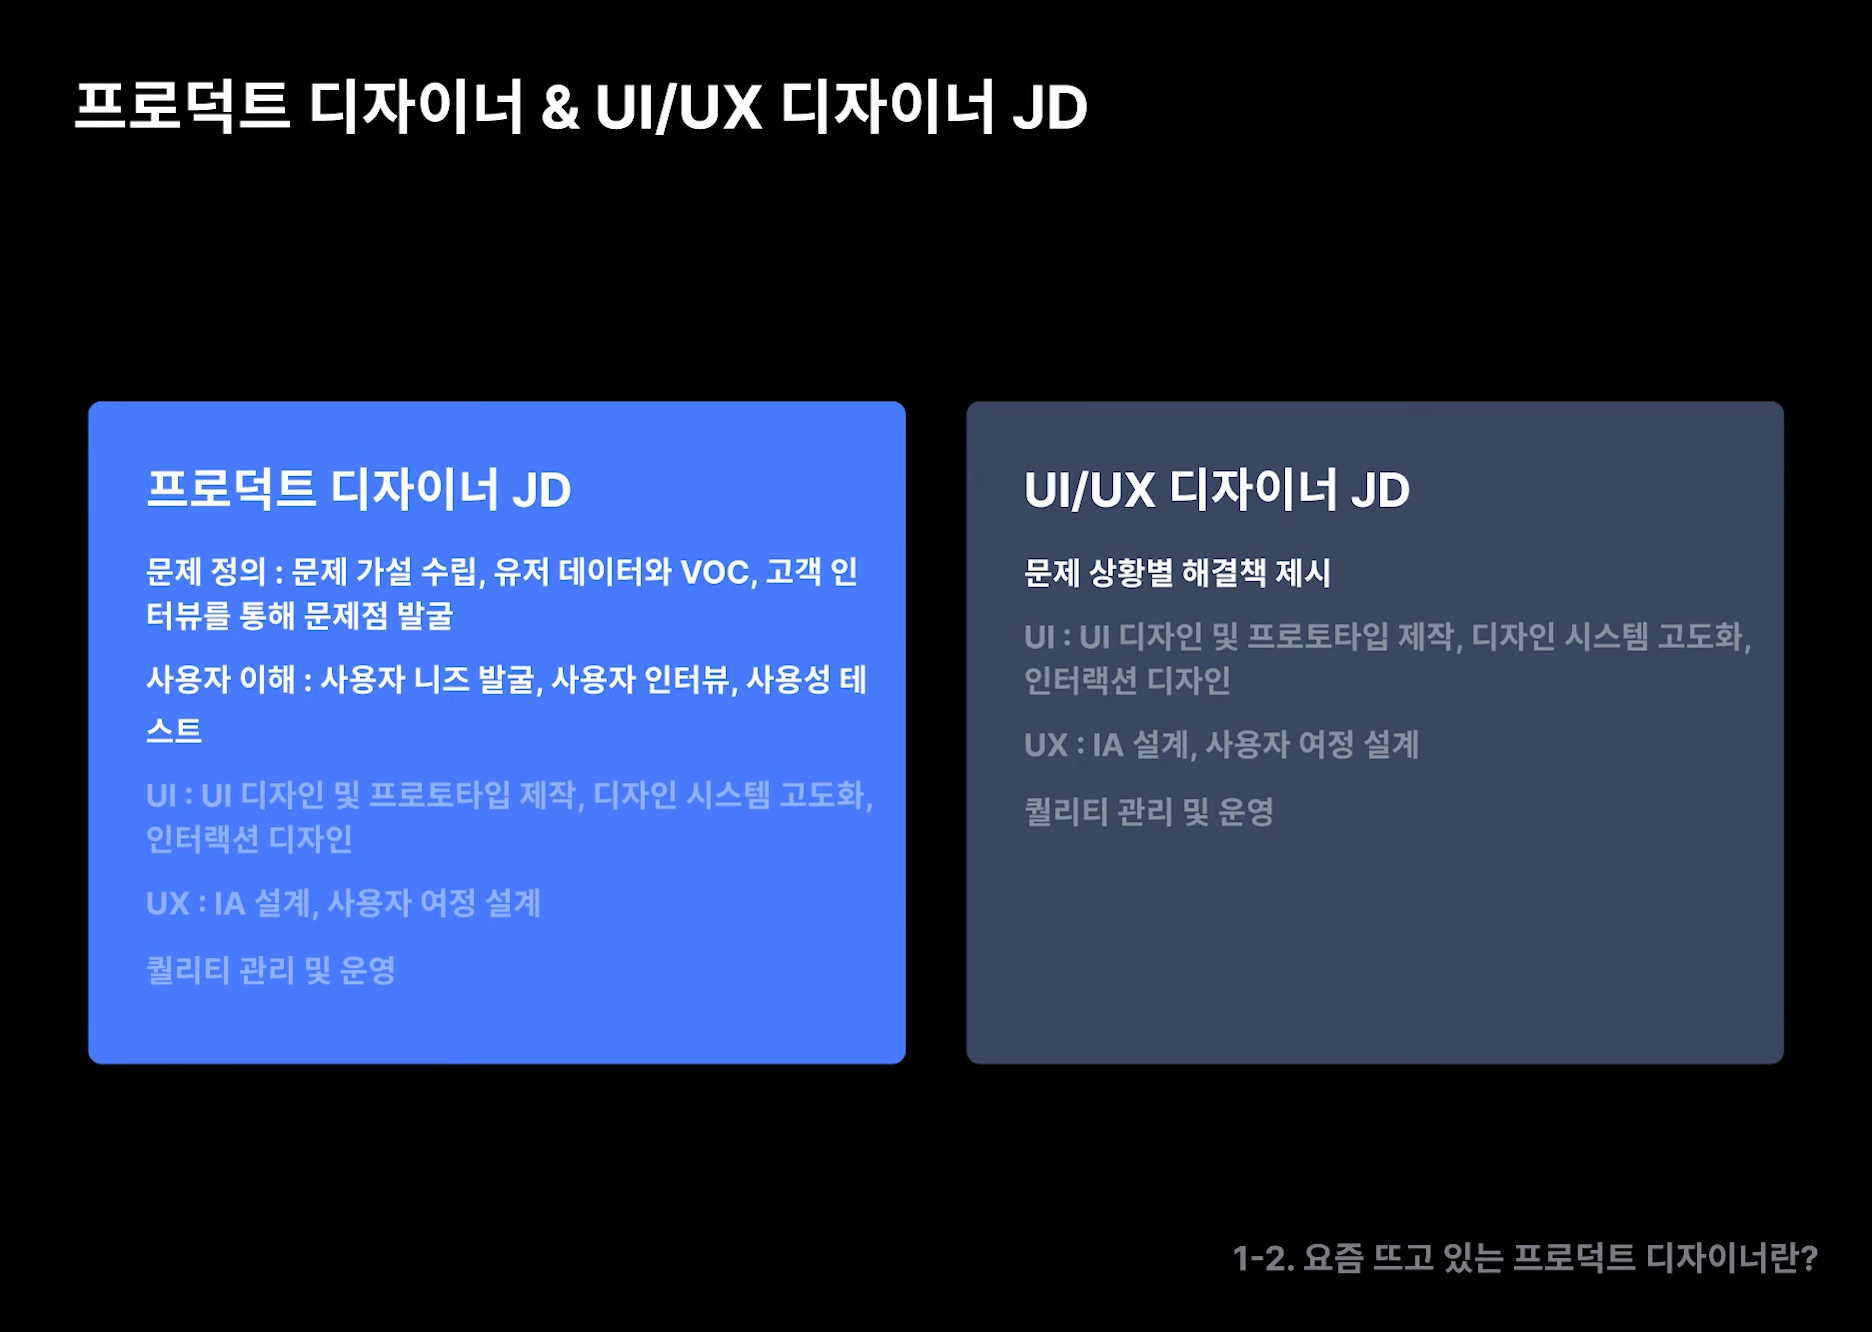 프로덕트 디자이너 & UI/UX 디자이너 JD
프로덕트 디자이너 JD
문제 정의 : 문제 가설 수립, 유저 데이터와 VOC, 고객 인
터뷰를 통해 문제점 발굴
사용자 이해 : 사용자 니즈 발굴, 사용자 인터뷰, 사용성 테
스트
UI : UI 디자인 및 프로토타입 제작, 디자인 시스템 고도화,
인터랙션 디자인
UX : IA 설계, 사용자 여정 설계
퀄리티 관리 및 운영
UI/UX 디자이너 JD
문제 상황별 해결책 제시
UI : UI 디자인 및 프로토타입 제작, 디자인 시스템 고도화,
인터랙션 디자인
UX : IA 설계, 사용자 여정 설계
퀄리티 관리 및 운영
1-2. 요즘 뜨고 있는 프로덕트 디자이너란?